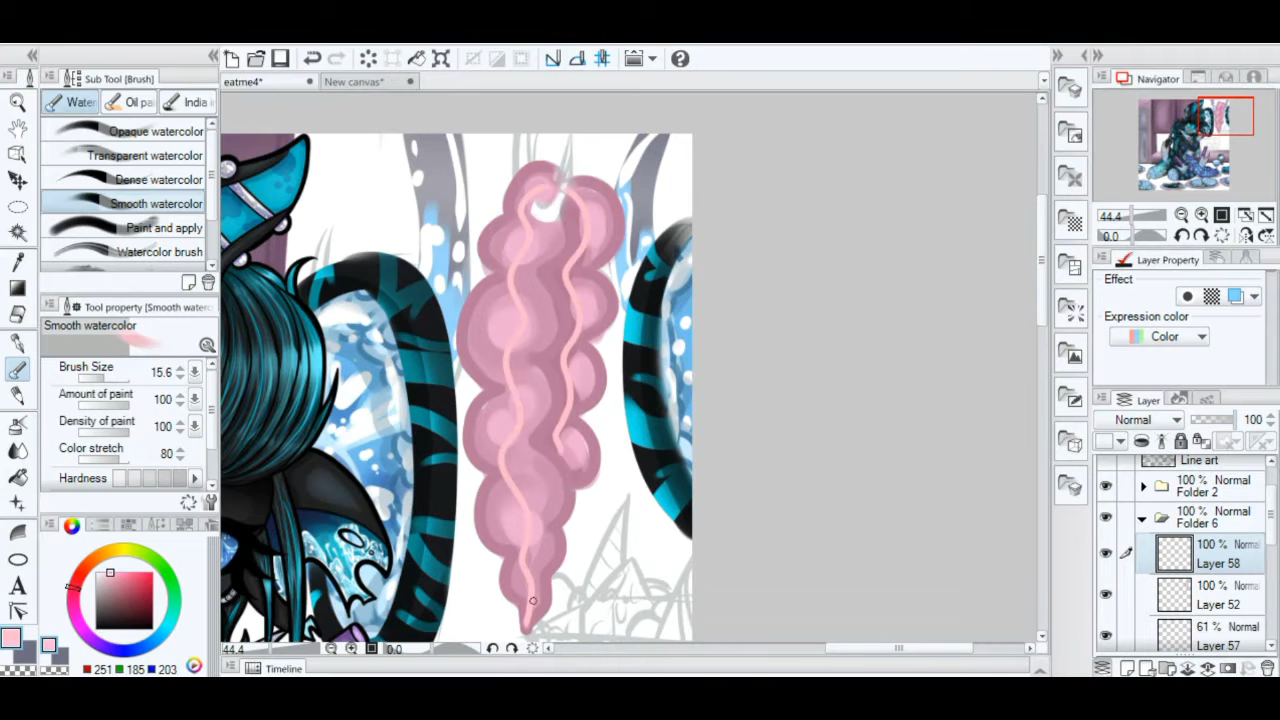 Sub Tool [Brush]
Water
Oil pai
India i
Opaque watercolor
Transparent watercolor
Dense watercolor
Smooth watercolor
Paint and apply
Watercolor brush
Tool property [Smooth waterc
Smooth watercolor
Brush Size 15.6
Amount of paint 100
Density of paint 100
Color stretch 80
Hardness
251 185 203
eatme4*
New canvas*
44.4 0.0
Timeline
Navigator
44.4
0.0
Layer Property
Effect
Expression color
Color
Layer
Normal 100
Line art
100 % Normal
Folder 2
100 % Normal
Folder 6
100 % Normal
Layer 58
100 % Normal
Layer 52
61 % Normal
Layer 57